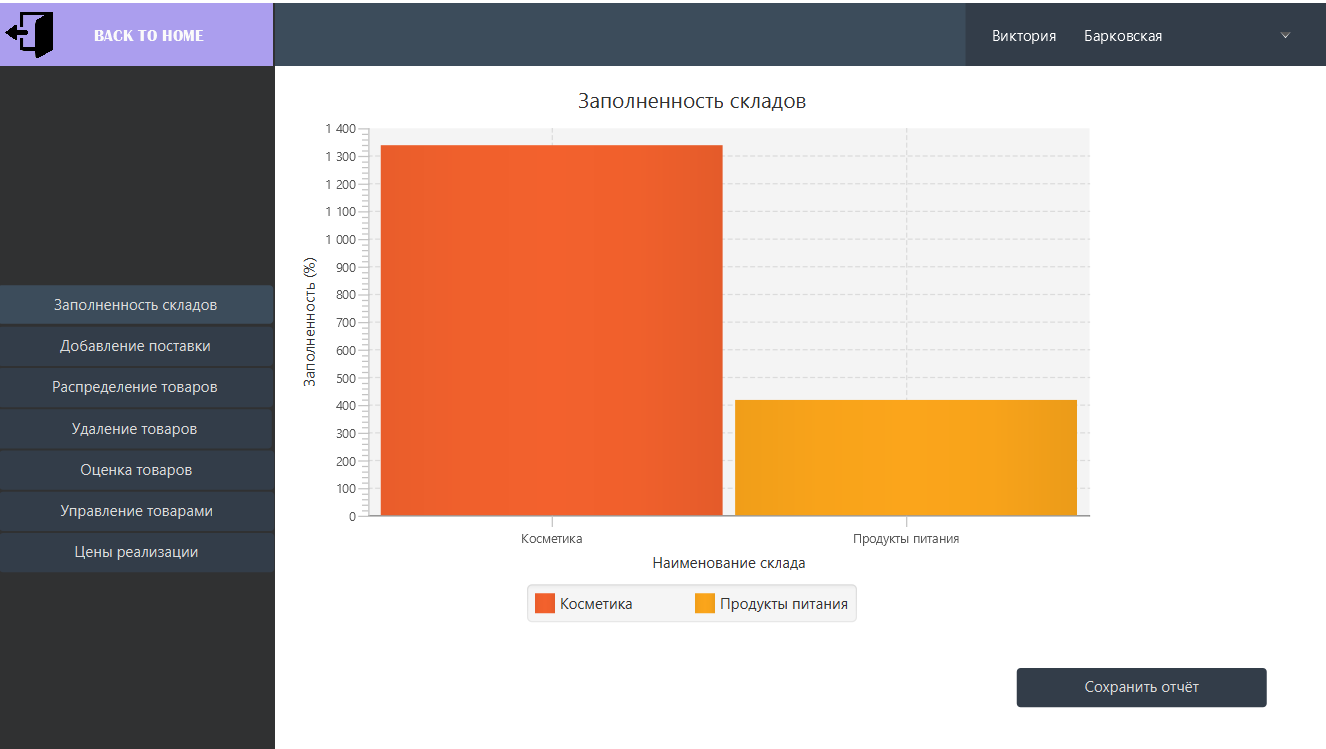 BACK TO HOME
Виктория Барковская
Заполненность складов
Добавление поставки
Распределение товаров
Удаление товаров
Оценка товаров
Управление товарами
Цены реализации
Заполненность складов
Заполненность (%)
1 400
1 300
1 200
1 100
1 000
900
800
700
600
500
400
300
200
100
0
Косметика Продукты питания
Наименование склада
Косметика Продукты питания
Сохранить отчёт